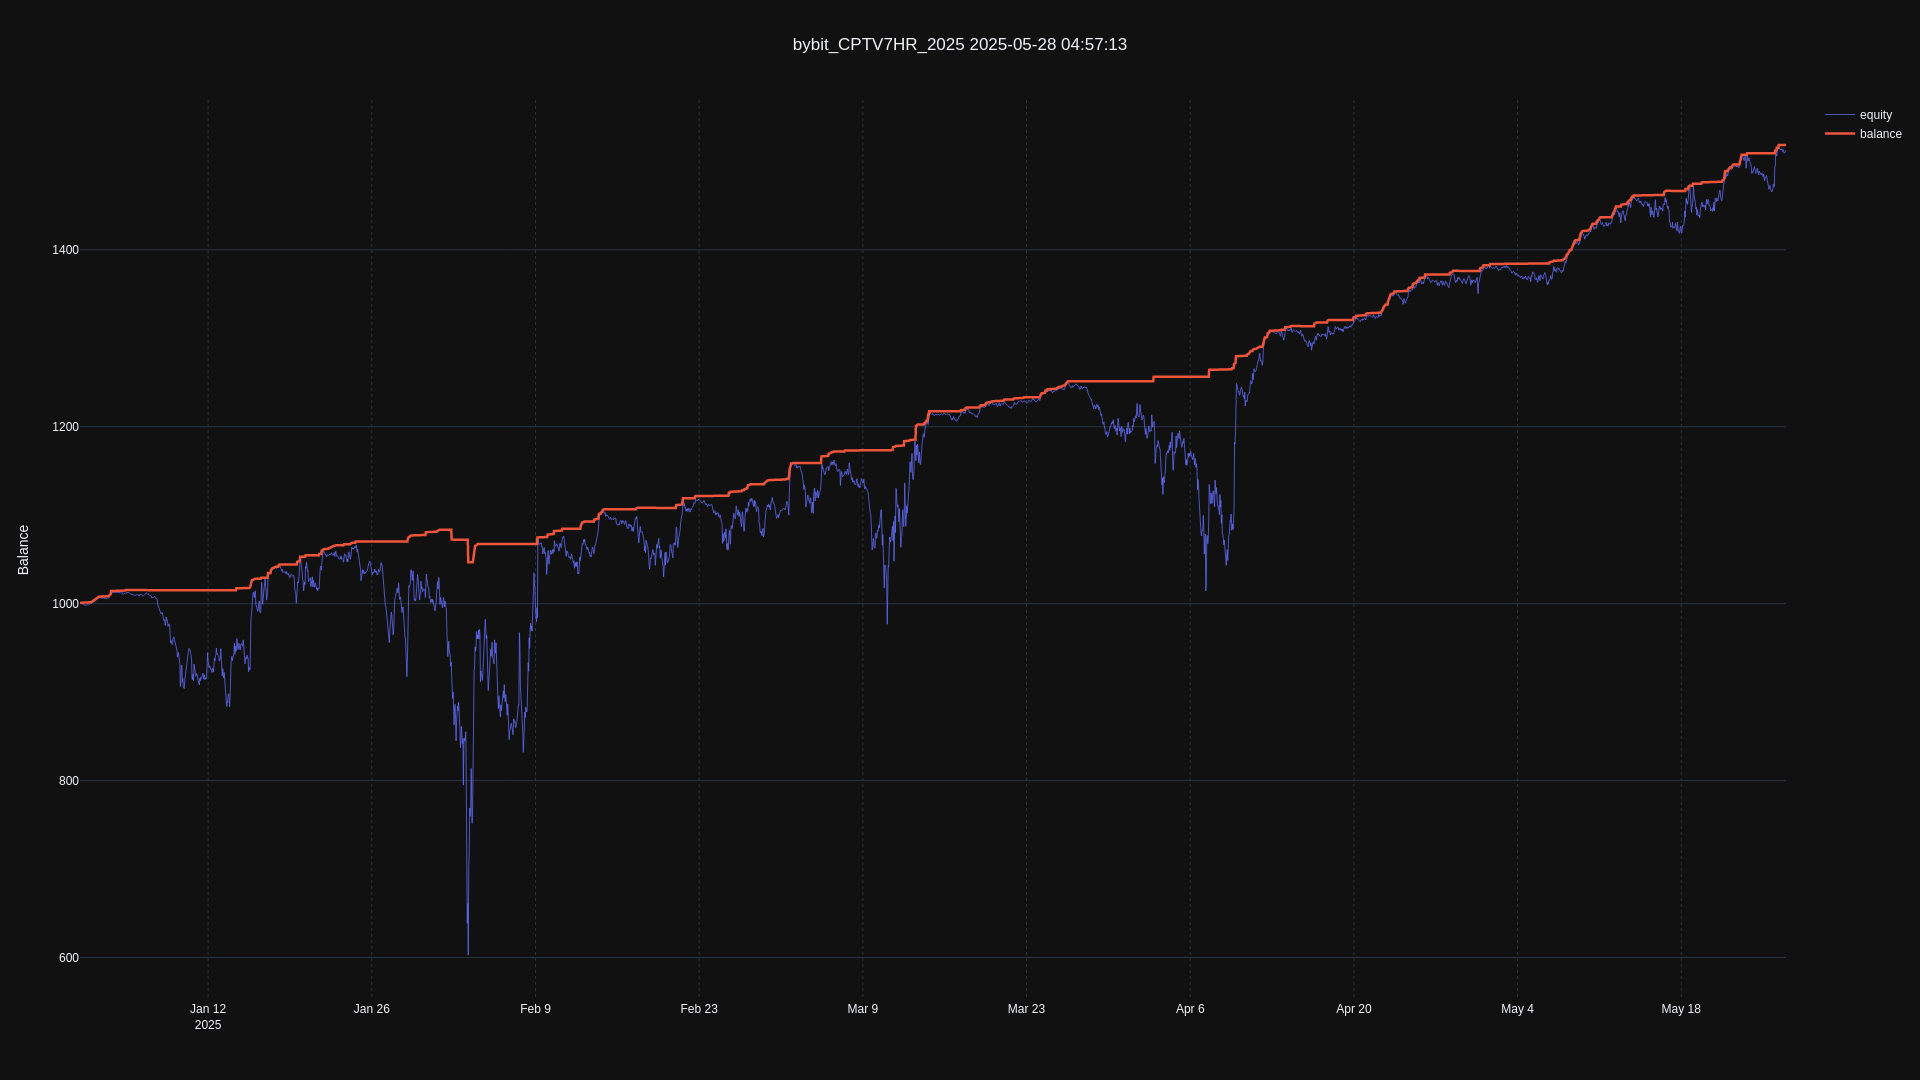 bybit_CPTV7HR_2025 2025-05-28 04:57:13
equity
balance
Balance
1400
1200
1000
800
600
Jan 12
2025
Jan 26
Feb 9
Feb 23
Mar 9
Mar 23
Apr 6
Apr 20
May 4
May 18